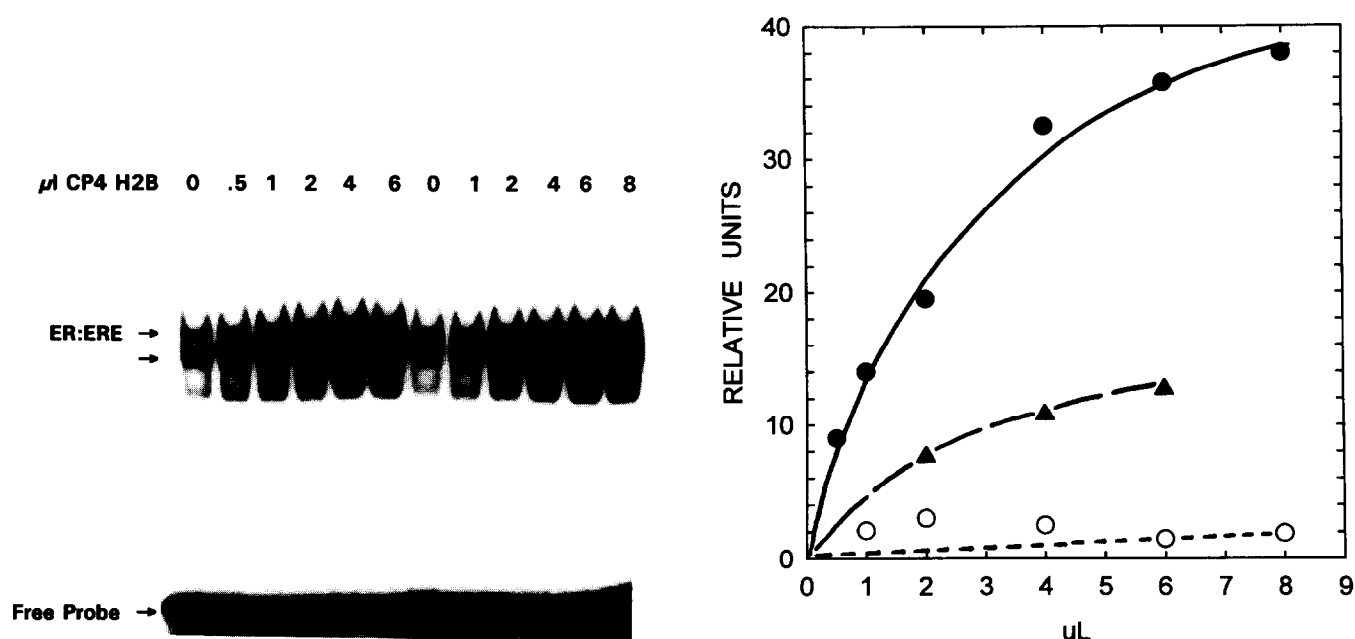 µl CP4 H2B 0 .5 1 2 4 6 0 1 2 4 6 8
ER:ERE →
→
Free Probe →
40
30
20
10
0
RELATIVE UNITS
0 1 2 3 4 5 6 7 8 9
uL